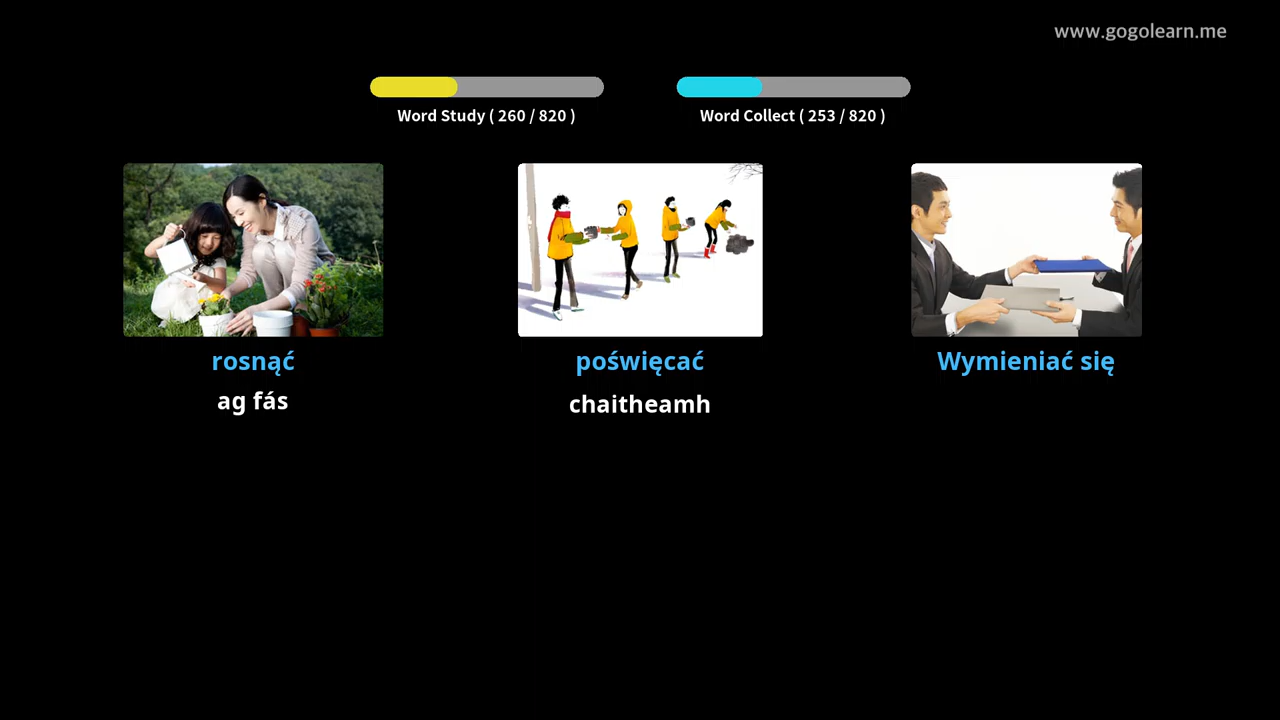 www.gogolearn.me
Word Study ( 260 / 820 )
Word Collect ( 253 / 820 )
rosnąć
ag fás
poświęcać
chaitheamh
Wymieniać się